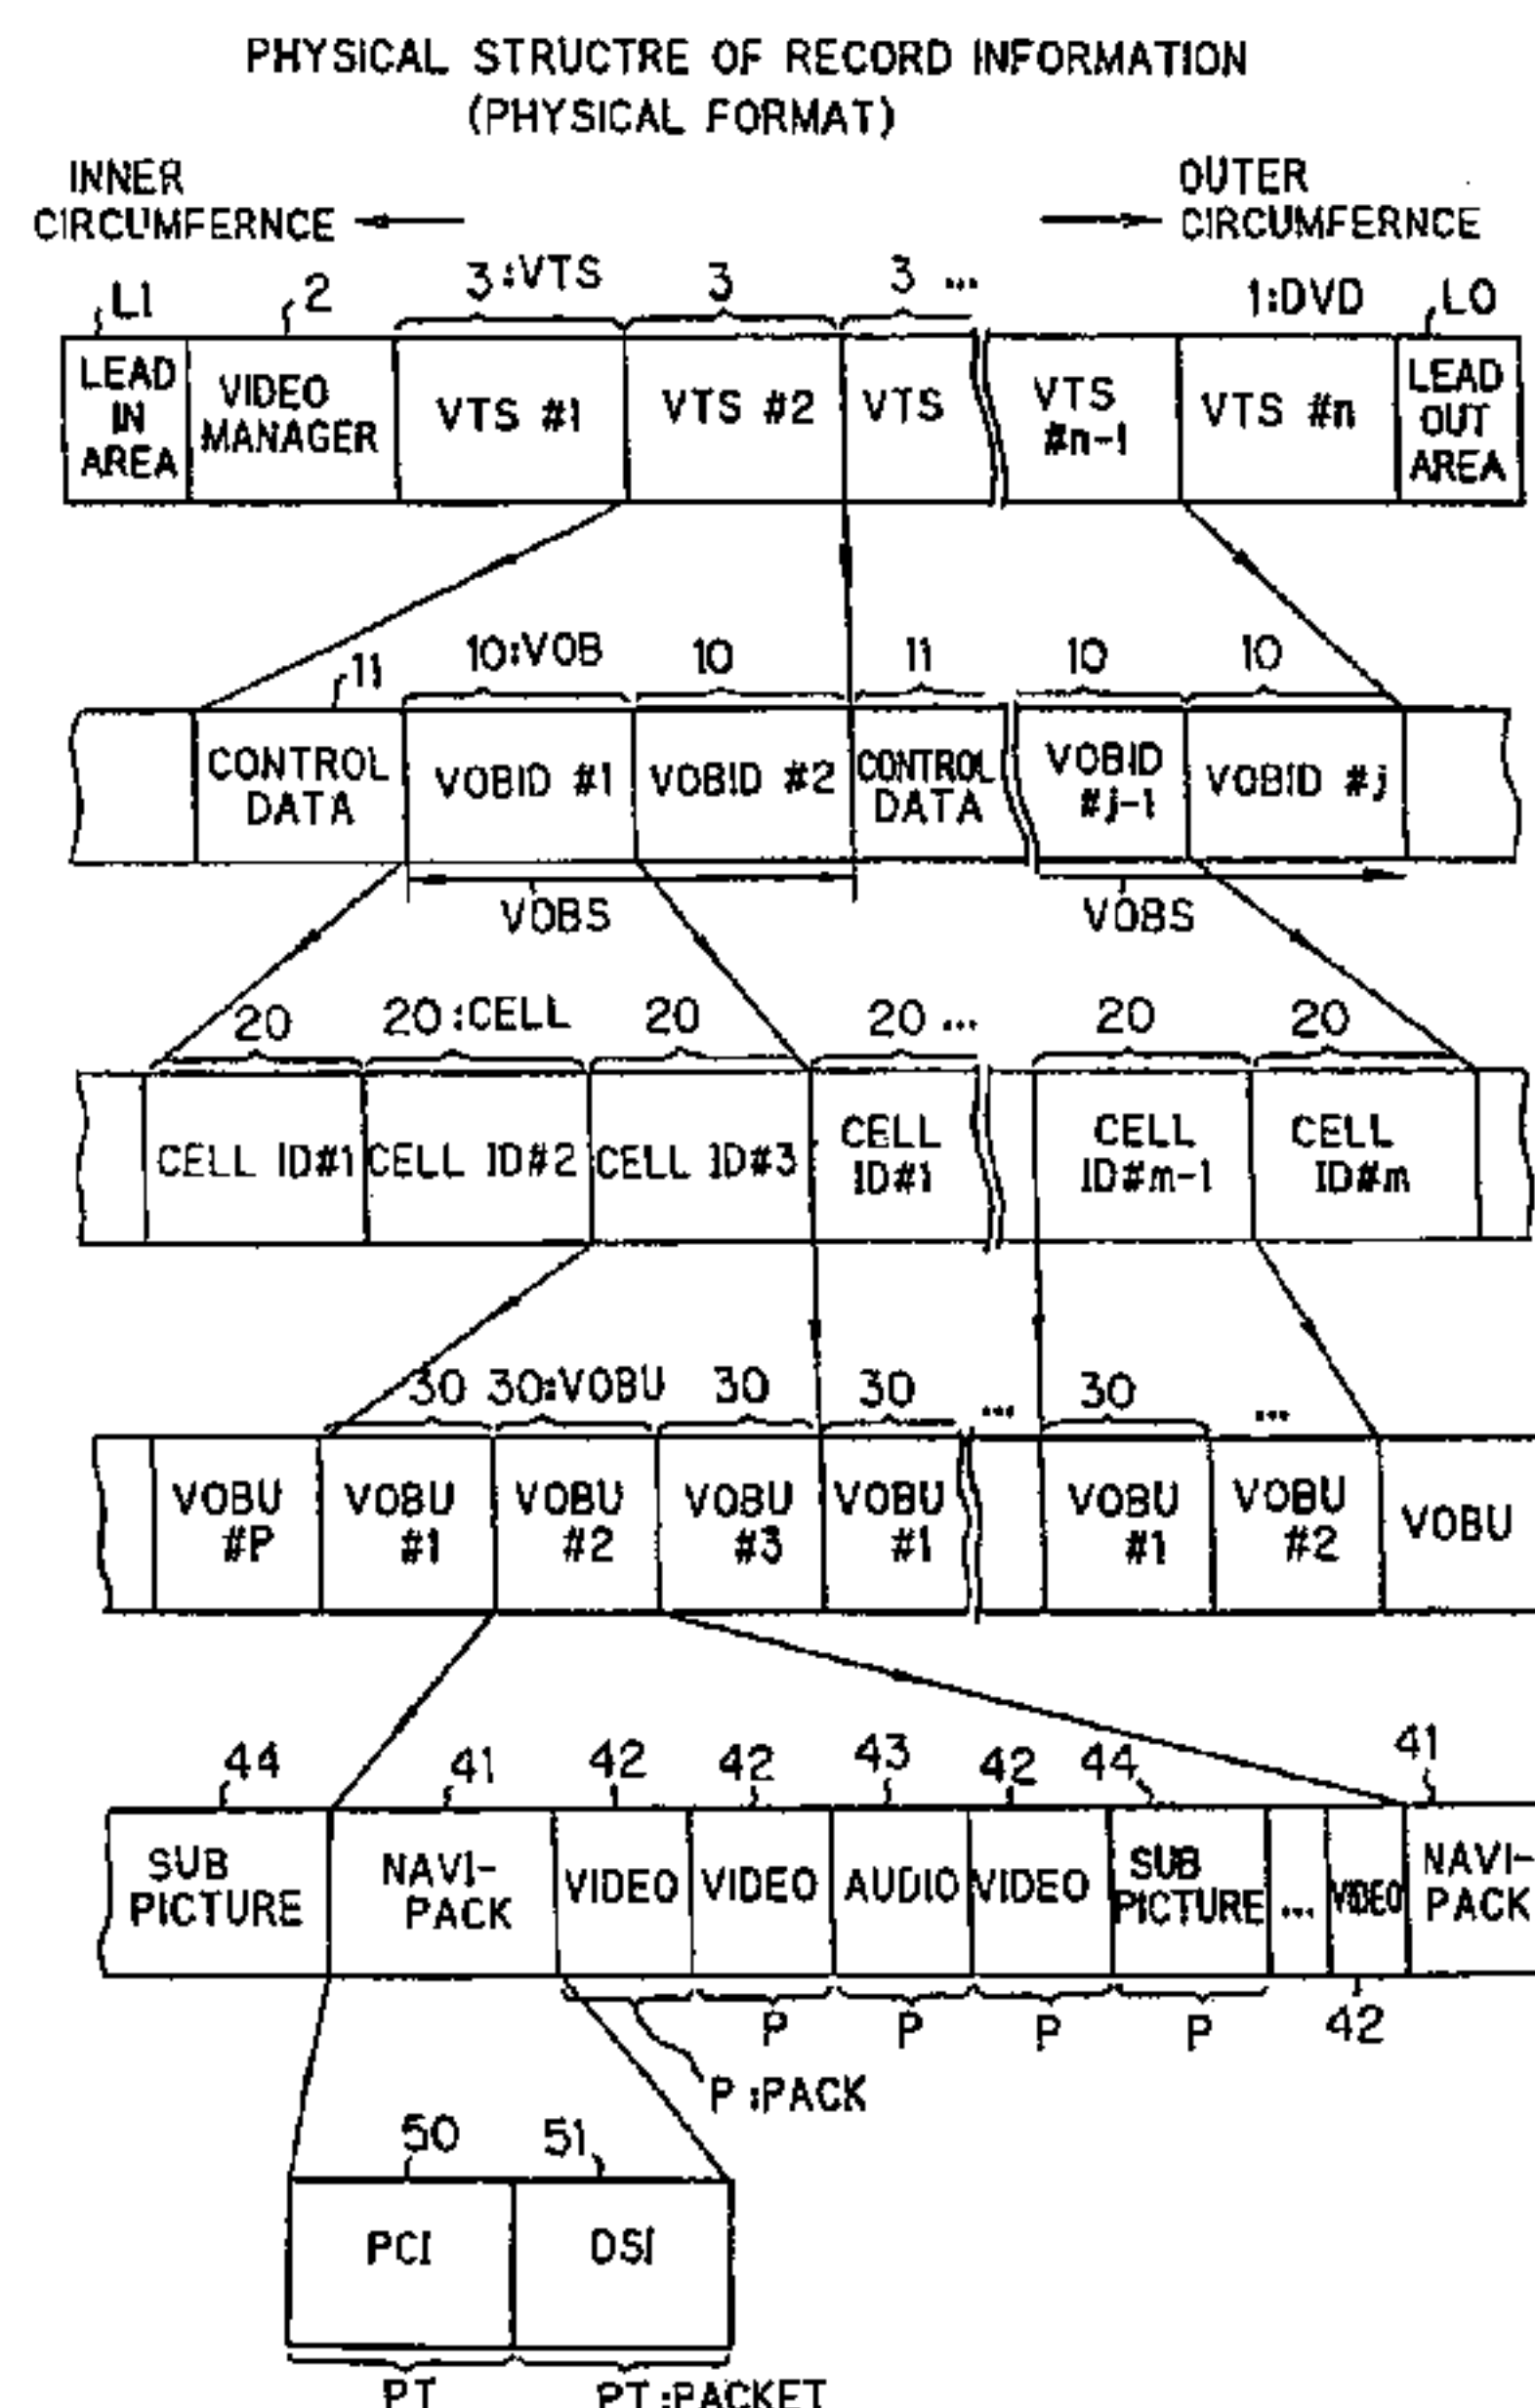 PHYSICAL STRUCTRE OF RECORD INFORMATION
(PHYSICAL FORMAT)
INNER
CIRCUMFERNCE
OUTER
CIRCUMFERNCE
LI 2 3:VTS 3 3 ... 1:DVD LO
LEAD IN AREA
VIDEO MANAGER
VTS #1
VTS #2
VTS
VTS #n-1
VTS #n
LEAD OUT AREA
11 10:VOB 10 11 10 10
CONTROL DATA
VOBID #1
VOBID #2
CONTROL DATA
VOBID #j-1
VOBID #j
VOBS VOBS
20 20:CELL 20 20 ... 20 20
CELL ID#1
CELL ID#2
CELL ID#3
CELL ID#1
CELL ID#m-1
CELL ID#m
30 30:VOBU 30 30 ... 30 ...
VOBU #P
VOBU #1
VOBU #2
VOBU #3
VOBU #1
VOBU #1
VOBU #2
VOBU
44 41 42 42 43 42 44 41
SUB PICTURE
NAVI-PACK
VIDEO
VIDEO
AUDIO
VIDEO
SUB PICTURE
...
VIDEO
NAVI-PACK
P P P P 42
P:PACK
50 51
PCI DSI
PT PT:PACKET